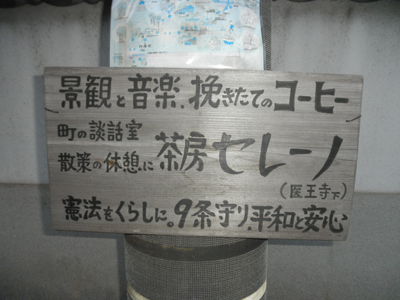 景観と音楽、挽きたてのコーヒー
町の談話室
散策の休憩に 茶房セレーノ
(医王寺下)
憲法をくらしに。9条守り、平和と安心